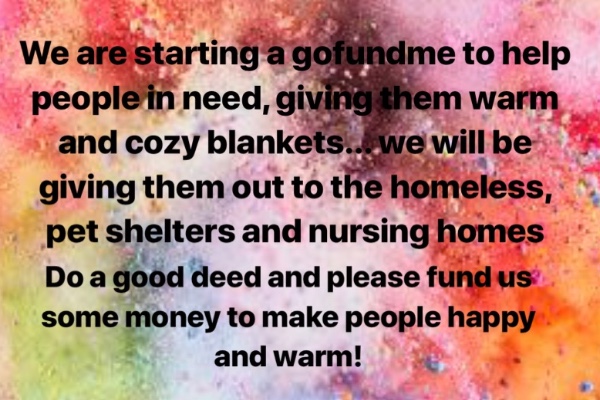 We are starting a gofundme to help
people in need, giving them warm
and cozy blankets... we will be
giving them out to the homeless,
pet shelters and nursing homes
Do a good deed and please fund us
some money to make people happy
and warm!